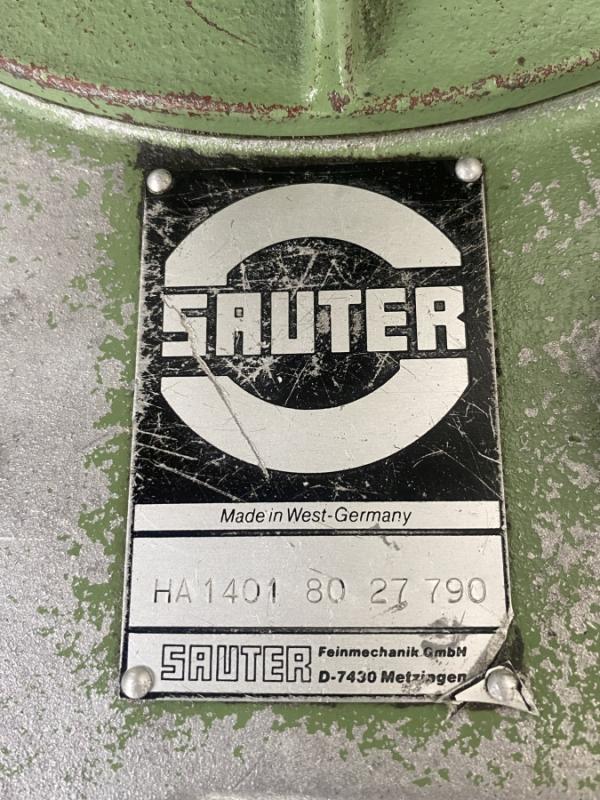 SAUTER
Made in West-Germany
HA 1401 80 27 790
SAUTER Feinmechanik GmbH
D-7430 Metzingen